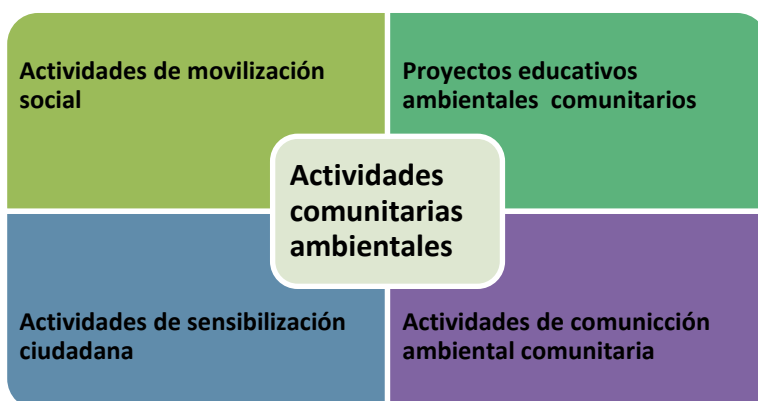 Actividades de movilización
social
Proyectos educativos
ambientales comunitarios
Actividades
comunitarias
ambientales
Actividades de sensibilización
ciudadana
Actividades de comunicción
ambiental comunitaria